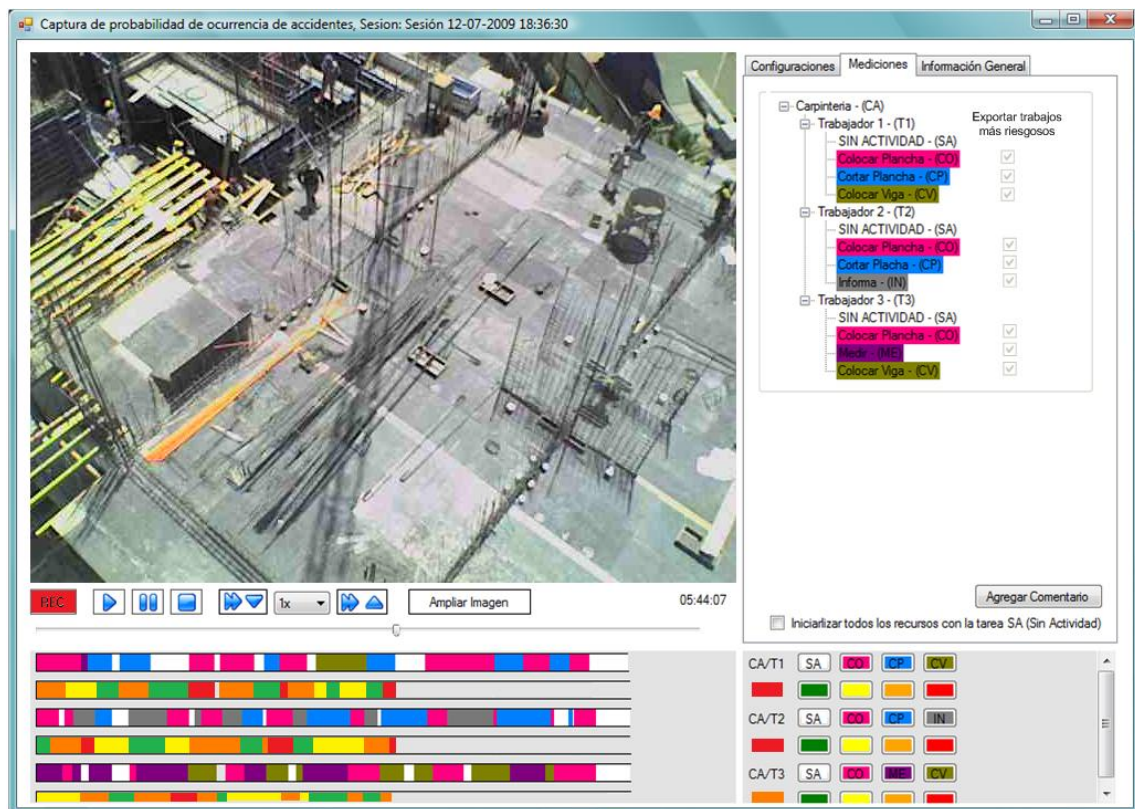 Captura de probabilidad de ocurrencia de accidentes, Sesion: Sesión 12-07-2009 18:36:30
Configuraciones Mediciones Información General
Carpinteria - (CA)
Exportar trabajos
más riesgosos
Trabajador 1 - (T1)
SIN ACTIVIDAD - (SA)
Colocar Plancha - (CO)
Cortar Plancha - (CP)
Colocar Viga - (CV)
Trabajador 2 - (T2)
SIN ACTIVIDAD - (SA)
Colocar Plancha - (CO)
Cortar Placha - (CP)
Informa - (IN)
Trabajador 3 - (T3)
SIN ACTIVIDAD - (SA)
Colocar Plancha - (CO)
Medir - (ME)
Colocar Viga - (CV)
REC 1x Ampliar Imagen 05:44:07
Agregar Comentario
Iniciarlizar todos los recursos con la tarea SA (Sin Actividad)
CA/T1 SA CO CP CV
CA/T2 SA CO CP IN
CA/T3 SA CO ME CV